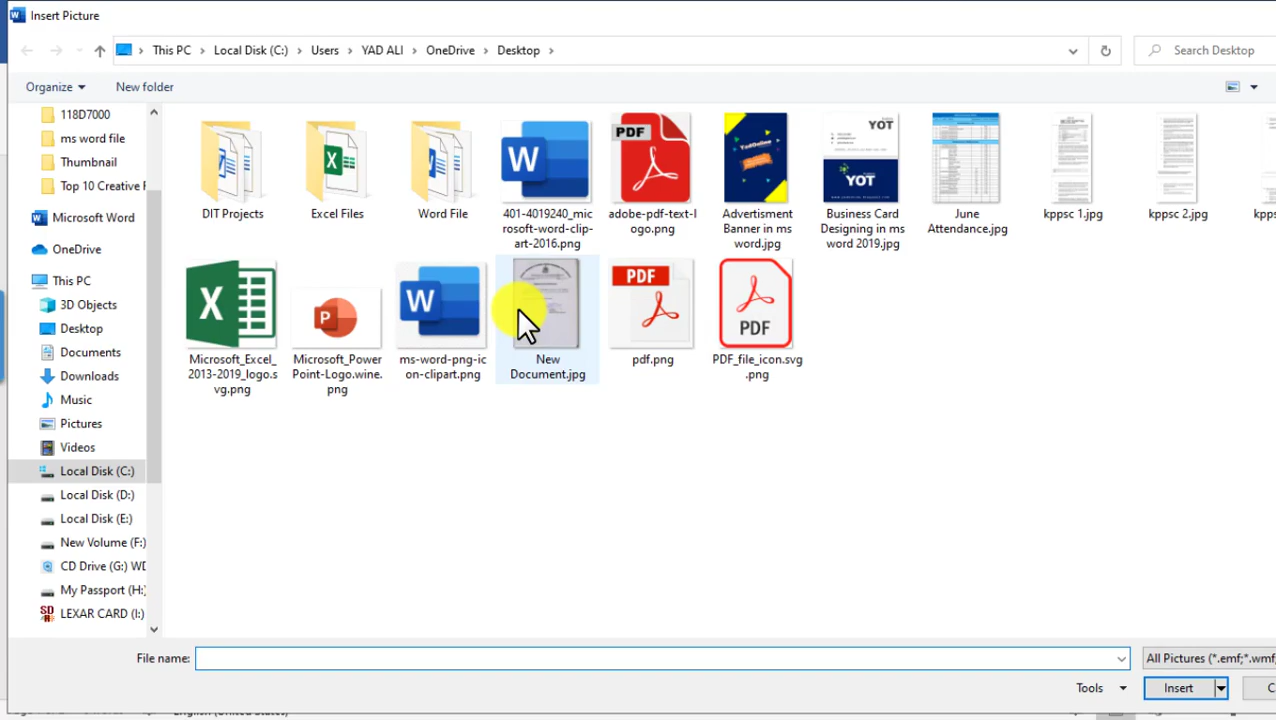 Insert Picture
This PC > Local Disk (C:) > Users > YAD ALI > OneDrive > Desktop >
Search Desktop
Organize
New folder
118D7000
ms word file
Thumbnail
Top 10 Creative F
Microsoft Word
OneDrive
This PC
3D Objects
Desktop
Documents
Downloads
Music
Pictures
Videos
Local Disk (C:)
Local Disk (D:)
Local Disk (E:)
New Volume (F:)
CD Drive (G:) WD
My Passport (H:)
LEXAR CARD (I:)
DIT Projects
Excel Files
Word File
401-4019240_mic
rosoft-word-clip-
art-2016.png
PDF
adobe-pdf-text-l
ogo.png
Advertisment
Banner in ms
word.jpg
YOT
YOT
Business Card
Designing in ms
word 2019.jpg
June
Attendance.jpg
kppsc 1.jpg
kppsc 2.jpg
kpps
Microsoft_Excel_
2013-2019_logo.s
vg.png
Microsoft_Power
Point-Logo.wine.
png
ms-word-png-ic
on-clipart.png
New
Document.jpg
PDF
pdf.png
PDF
PDF_file_icon.svg
.png
File name:
All Pictures (*.emf;*.wmf
Tools
Insert
C
English (United States)